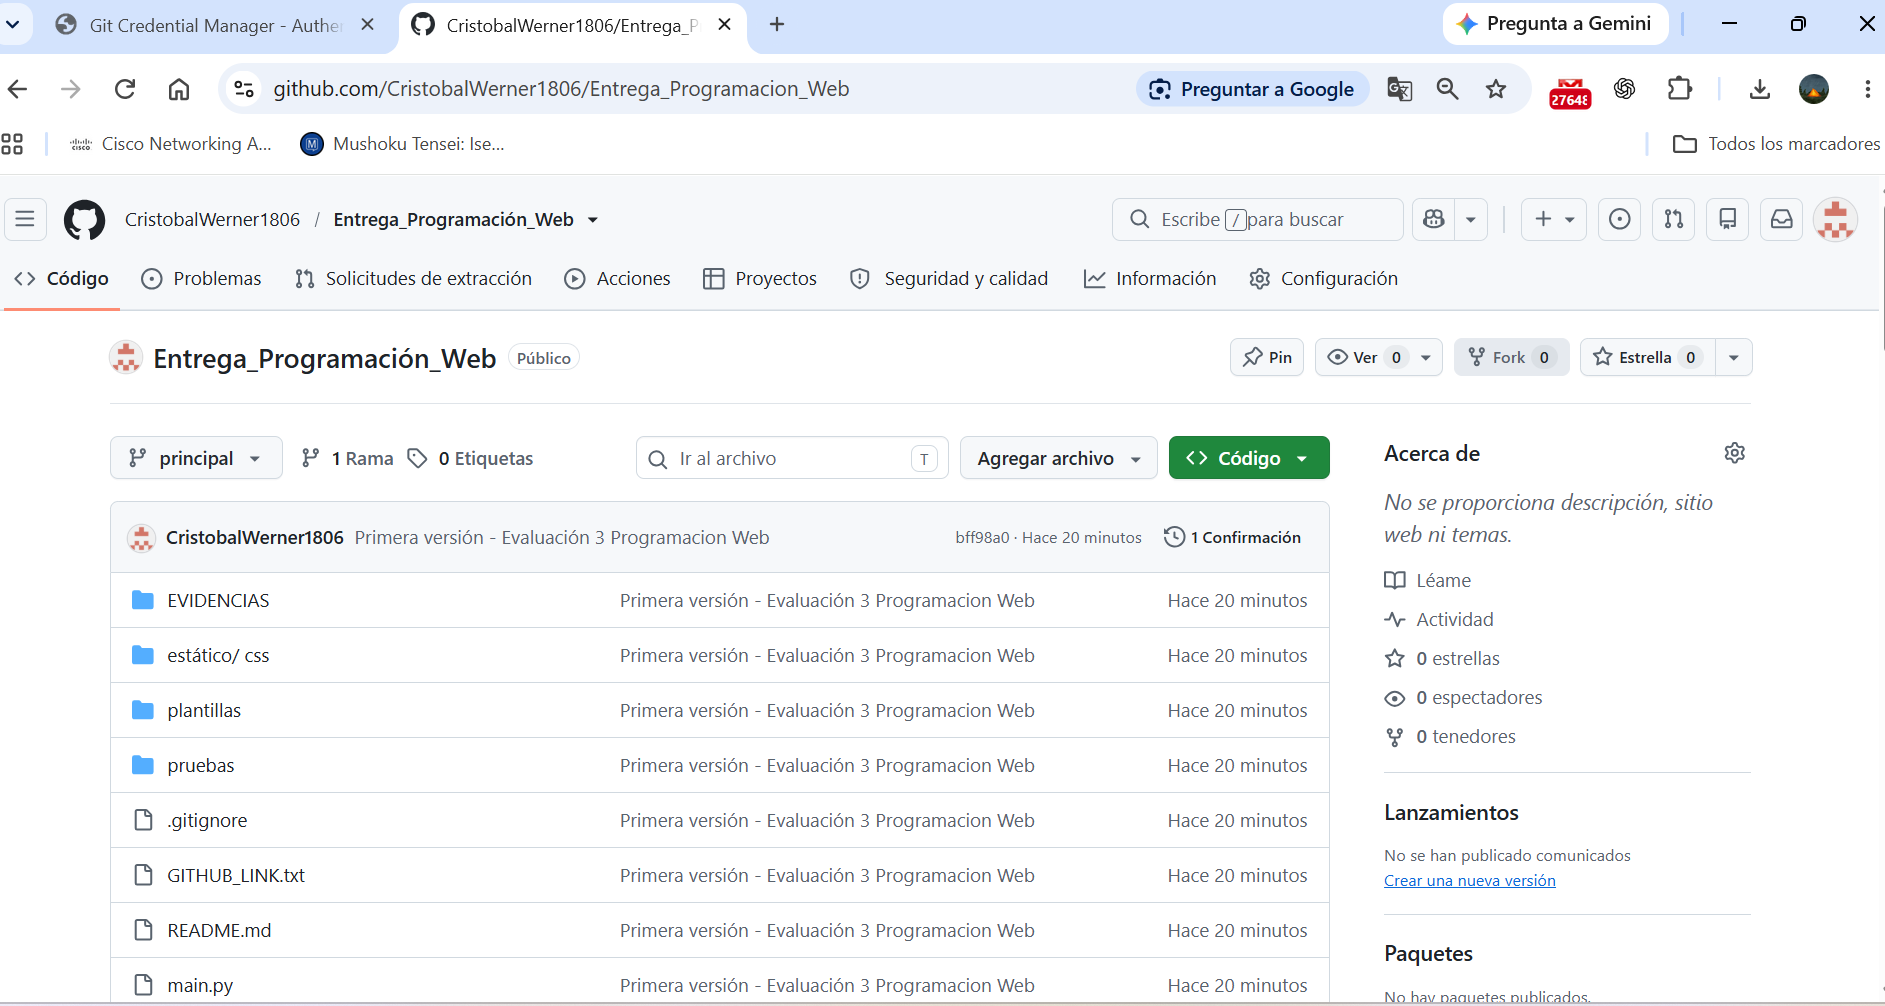 Git Credential Manager - Authen
CristobalWerner1806/Entrega_P
Pregunta a Gemini
github.com/CristobalWerner1806/Entrega_Programacion_Web
Preguntar a Google
27648
Cisco Networking A...
Mushoku Tensei: Ise...
Todos los marcadores
CristobalWerner1806 / Entrega_Programación_Web
Escribe / para buscar
Código
Problemas
Solicitudes de extracción
Acciones
Proyectos
Seguridad y calidad
Información
Configuración
Entrega_Programación_Web Público
Pin
Ver 0
Fork 0
Estrella 0
principal
1 Rama
0 Etiquetas
Ir al archivo T
Agregar archivo
Código
CristobalWerner1806 Primera versión - Evaluación 3 Programacion Web bff98a0 · Hace 20 minutos 1 Confirmación
EVIDENCIAS Primera versión - Evaluación 3 Programacion Web Hace 20 minutos
estático/ css Primera versión - Evaluación 3 Programacion Web Hace 20 minutos
plantillas Primera versión - Evaluación 3 Programacion Web Hace 20 minutos
pruebas Primera versión - Evaluación 3 Programacion Web Hace 20 minutos
.gitignore Primera versión - Evaluación 3 Programacion Web Hace 20 minutos
GITHUB_LINK.txt Primera versión - Evaluación 3 Programacion Web Hace 20 minutos
README.md Primera versión - Evaluación 3 Programacion Web Hace 20 minutos
main.py Primera versión - Evaluación 3 Programacion Web Hace 20 minutos
Acerca de
No se proporciona descripción, sitio
web ni temas.
Léame
Actividad
0 estrellas
0 espectadores
0 tenedores
Lanzamientos
No se han publicado comunicados
Crear una nueva versión
Paquetes
No hay paquetes publicados.